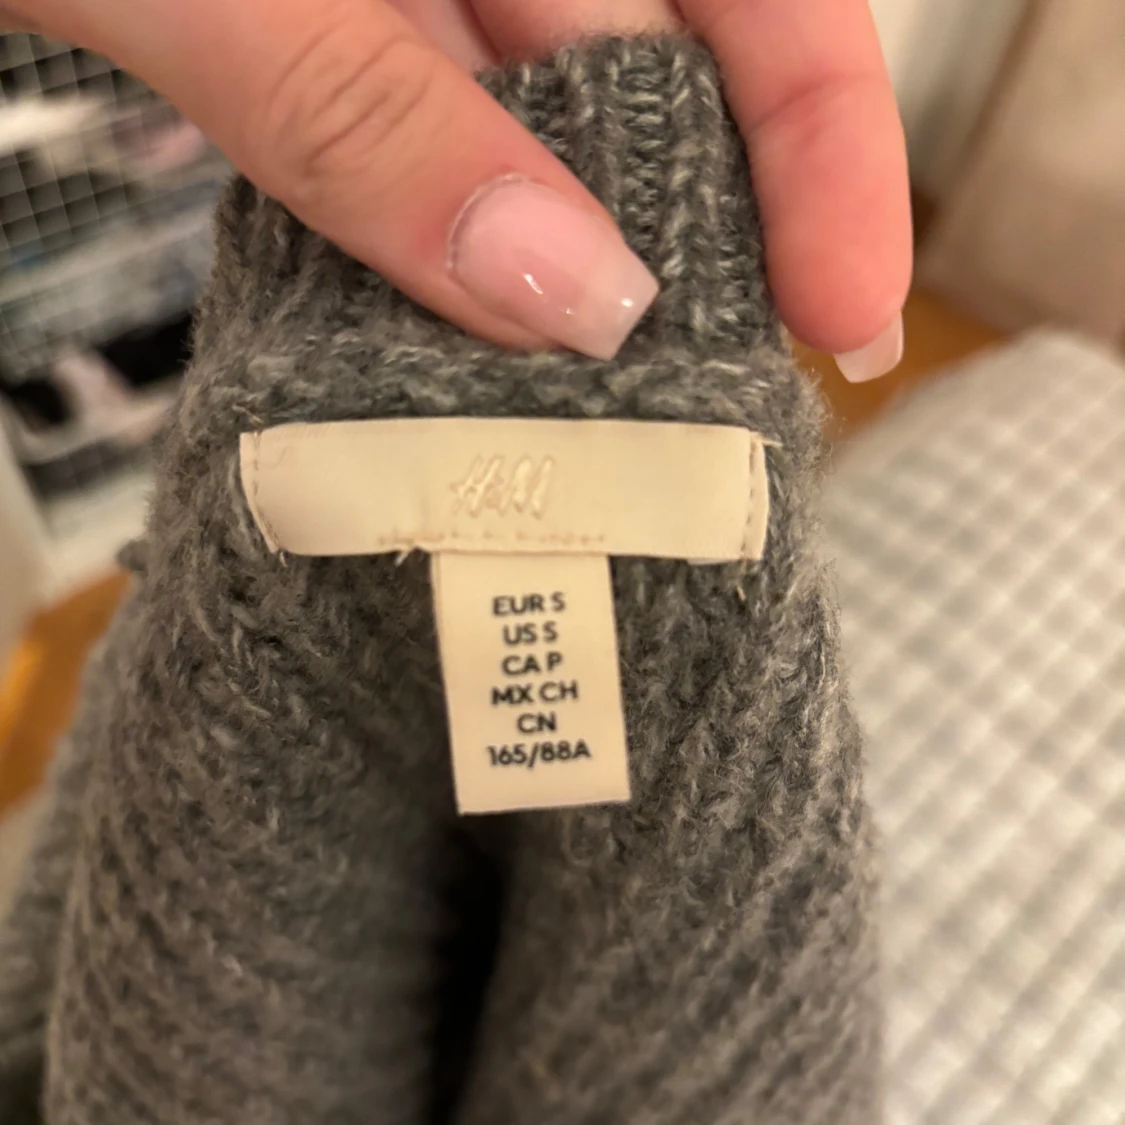 H&M
EUR S
US S
CA P
MX CH
CN
165/88A